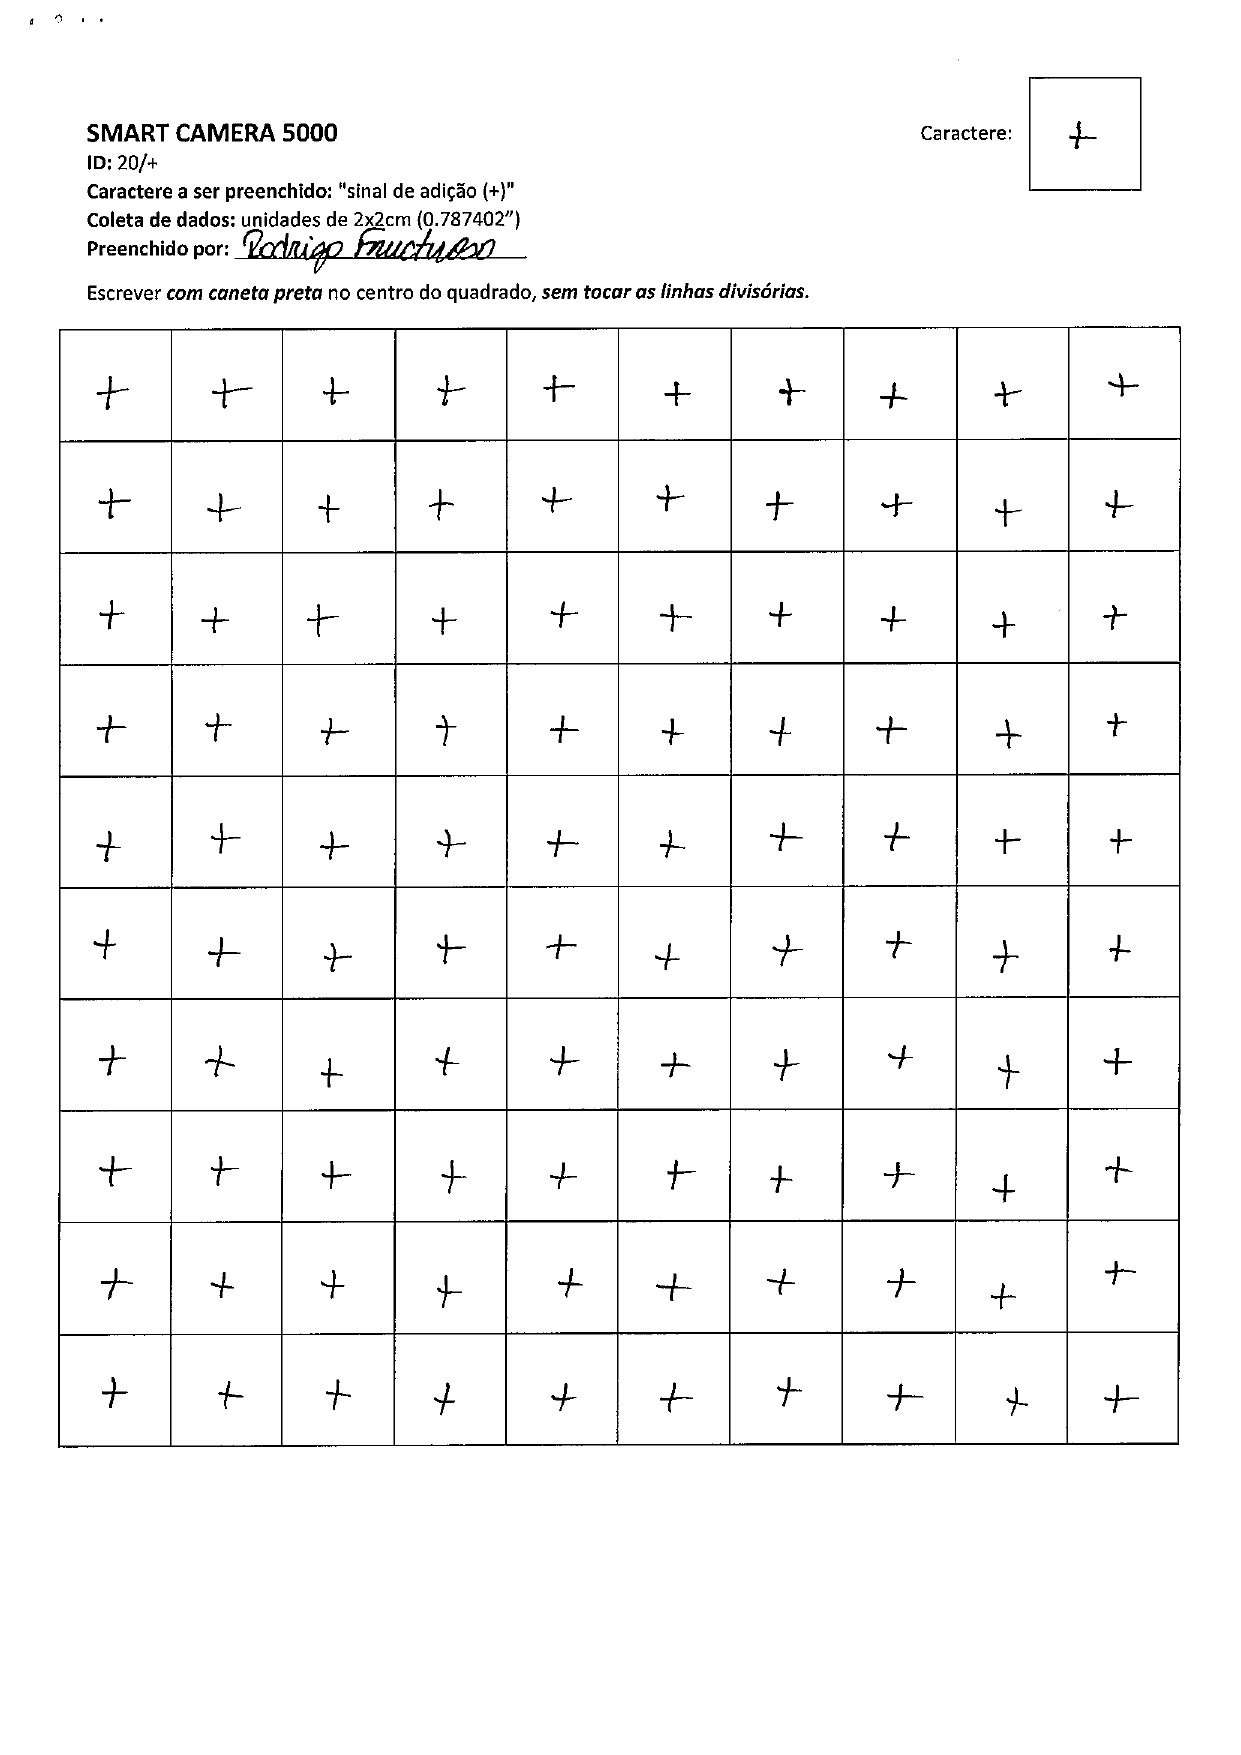 SMART CAMERA 5000
Caractere: +
ID: 20/+
Caractere a ser preenchido: "sinal de adição (+)"
Coleta de dados: unidades de 2x2cm (0.787402”)
Preenchido por: Rodrigo Fructuoso
Escrever com caneta preta no centro do quadrado, sem tocar as linhas divisórias.
+ + + + + + + + + +
+ + + + + + + + + +
+ + + + + + + + + +
+ + + + + + + + + +
+ + + + + + + + + +
+ + + + + + + + + +
+ + + + + + + + + +
+ + + + + + + + + +
+ + + + + + + + + +
+ + + + + + + + + +